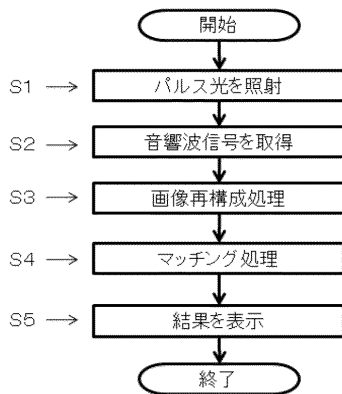 開始
S1 → パルス光を照射
S2 → 音響波信号を取得
S3 → 画像再構成処理
S4 → マッチング処理
S5 → 結果を表示
終了